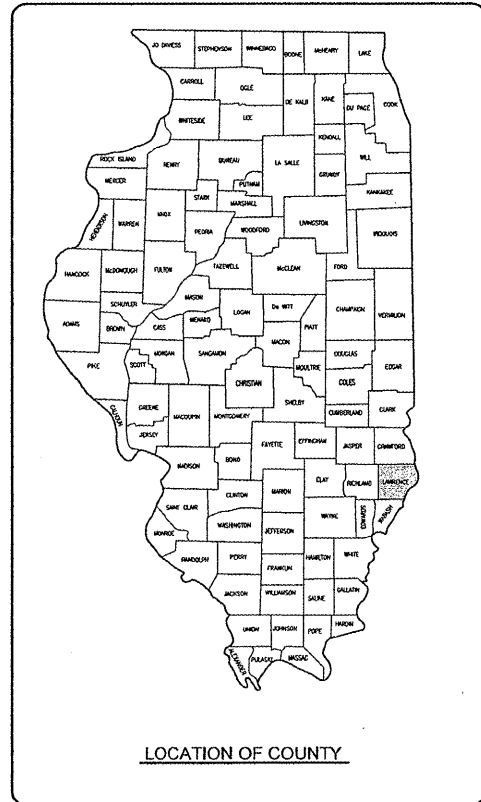 JO DAVIESS STEPHENSON WINNEBAGO BOONE McHENRY LAKE
CARROLL OGLE DE KALB KANE COOK
WHITESIDE LEE DU PAGE
KENDALL
ROCK ISLAND HENRY BUREAU LA SALLE GRUNDY WILL
MERCER PUTNAM KANKAKEE
HENDERSON WARREN KNOX STARK MARSHALL LIVINGSTON IROQUOIS
PEORIA WOODFORD
HANCOCK McDONOUGH FULTON TAZEWELL McCLEAN FORD
SCHUYLER MASON
ADAMS BROWN CASS MENARD LOGAN De WITT PIATT CHAMPAIGN VERMILION
MACON
PIKE SCOTT MORGAN SANGAMON MOULTRIE DOUGLAS EDGAR
CHRISTIAN COLES
CALHOUN GREENE MACOUPIN MONTGOMERY SHELBY CUMBERLAND CLARK
JERSEY
FAYETTE EFFINGHAM JASPER CRAWFORD
MADISON BOND
CLAY RICHLAND LAWRENCE
CLINTON MARION
SAINT CLAIR WAYNE EDWARDS WABASH
WASHINGTON JEFFERSON
MONROE
RANDOLPH PERRY HAMILTON WHITE
FRANKLIN
JACKSON WILLIAMSON SALINE GALLATIN
UNION JOHNSON POPE HARDIN
ALEXANDER PULASKI MASSAC
LOCATION OF COUNTY